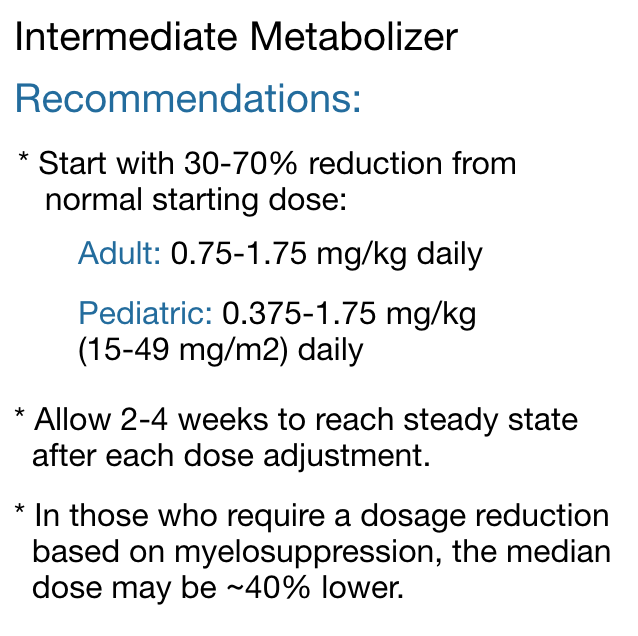 Intermediate Metabolizer
Recommendations:
* Start with 30-70% reduction from
normal starting dose:
Adult: 0.75-1.75 mg/kg daily
Pediatric: 0.375-1.75 mg/kg
(15-49 mg/m2) daily
* Allow 2-4 weeks to reach steady state
after each dose adjustment.
* In those who require a dosage reduction
based on myelosuppression, the median
dose may be ~40% lower.